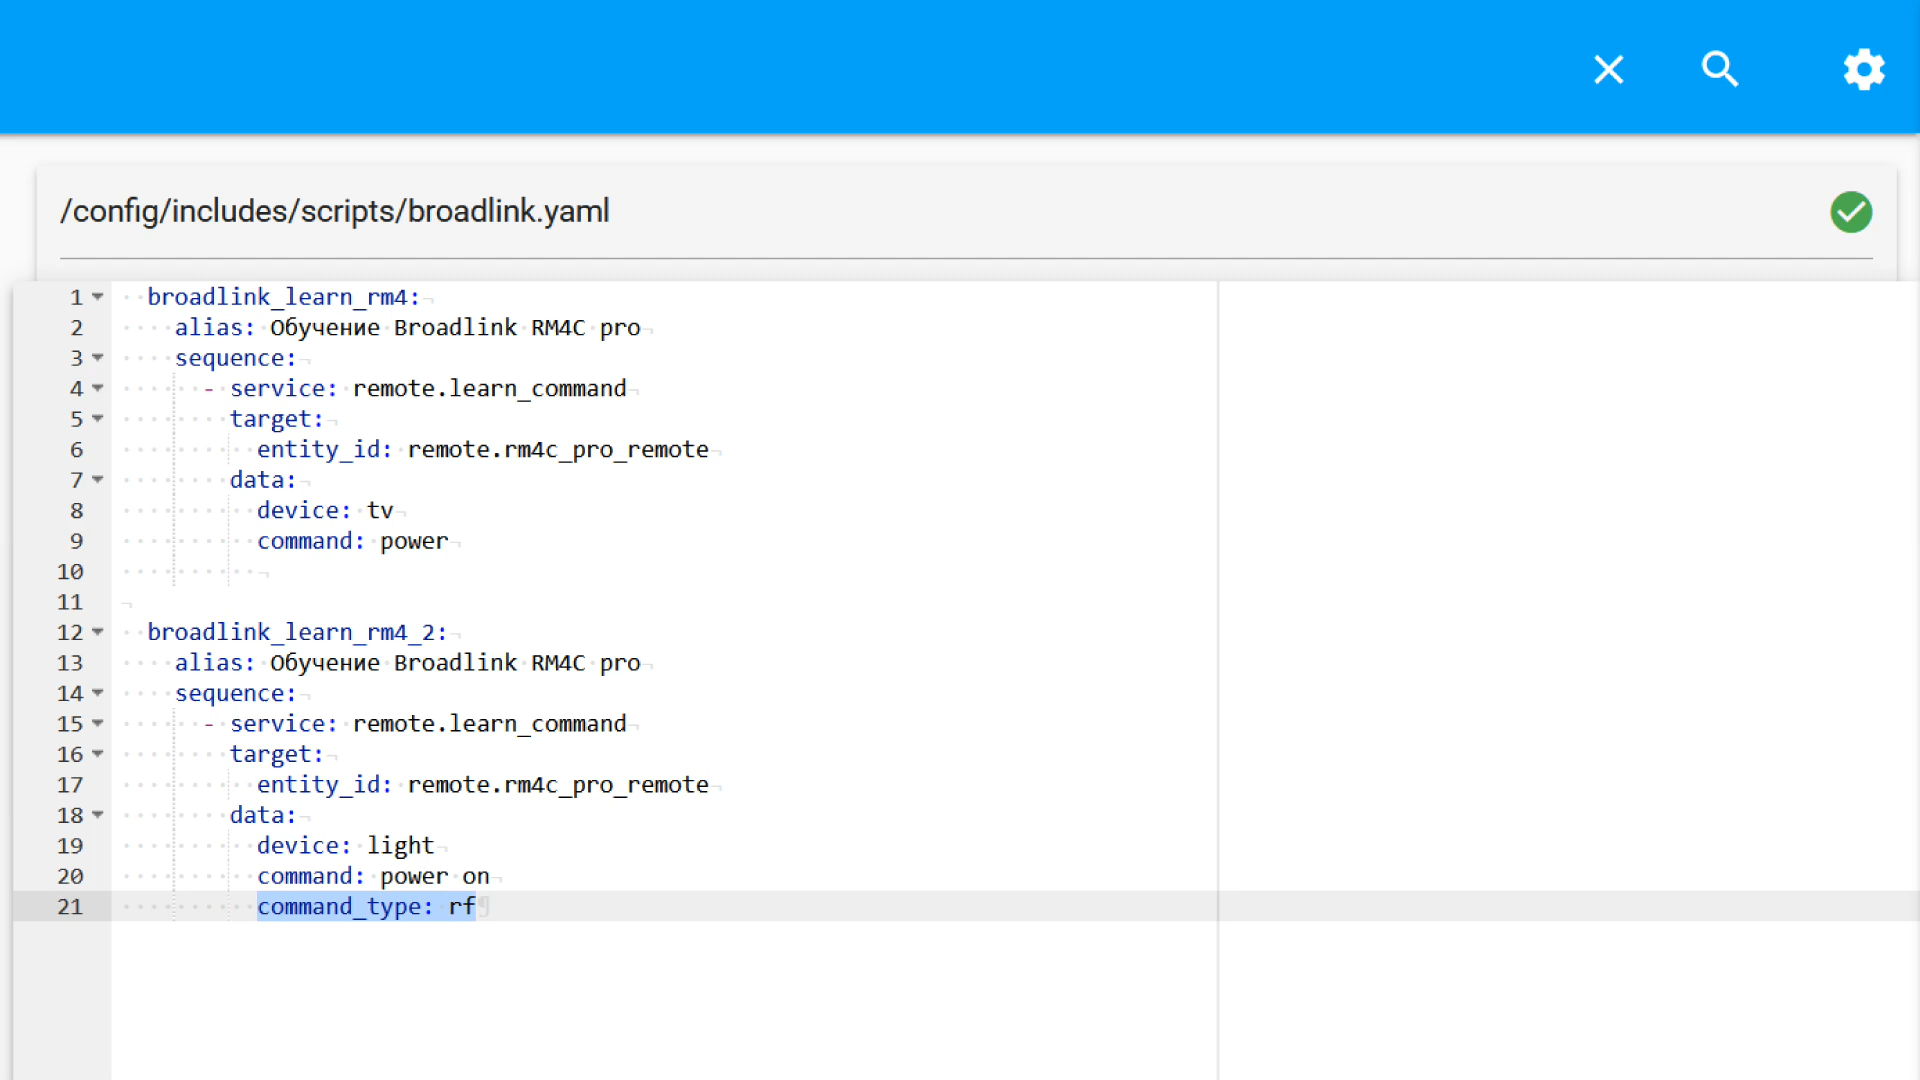 /config/includes/scripts/broadlink.yaml
1 broadlink_learn_rm4:
2 alias: Обучение Broadlink RM4C pro
3 sequence:
4 - service: remote.learn_command
5 target:
6 entity_id: remote.rm4c_pro_remote
7 data:
8 device: tv
9 command: power
10
11
12 broadlink_learn_rm4_2:
13 alias: Обучение Broadlink RM4C pro
14 sequence:
15 - service: remote.learn_command
16 target:
17 entity_id: remote.rm4c_pro_remote
18 data:
19 device: light
20 command: power on
21 command_type: rf